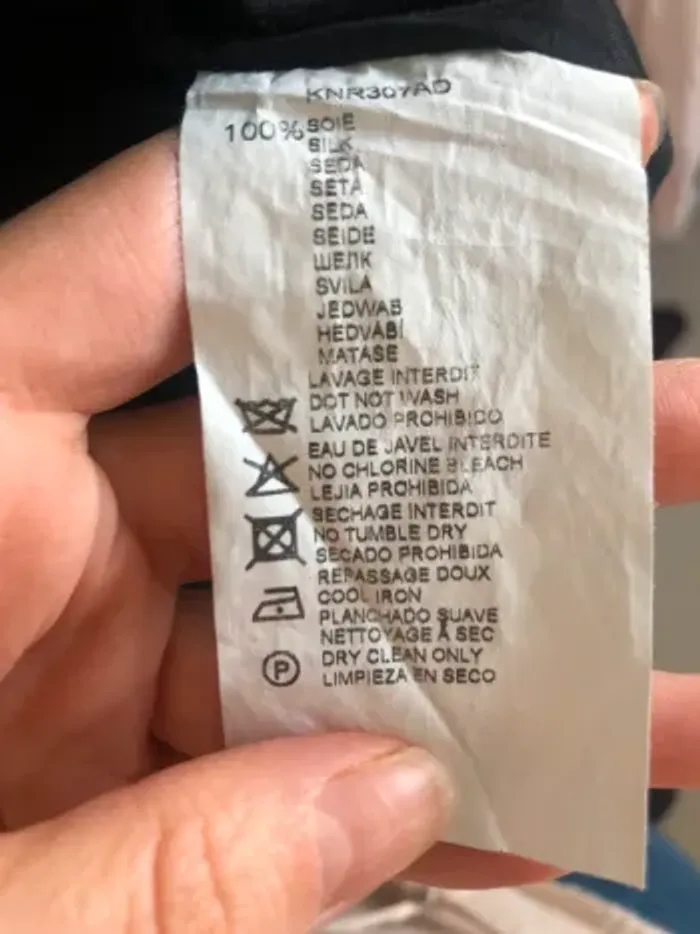 KNR307AD
100% SOIE
SILK
SEDA
SETA
SEDA
SEIDE
ШЕЛК
SVILA
JEDWAB
HEDVABÍ
MATASE
LAVAGE INTERDIT
DOT NOT WASH
LAVADO PROHIBIDO
EAU DE JAVEL INTERDITE
NO CHLORINE BLEACH
LEJIA PROHIBIDA
SECHAGE INTERDIT
NO TUMBLE DRY
SECADO PROHIBIDA
REPASSAGE DOUX
COOL IRON
PLANCHADO SUAVE
NETTOYAGE À SEC
P DRY CLEAN ONLY
LIMPIEZA EN SECO